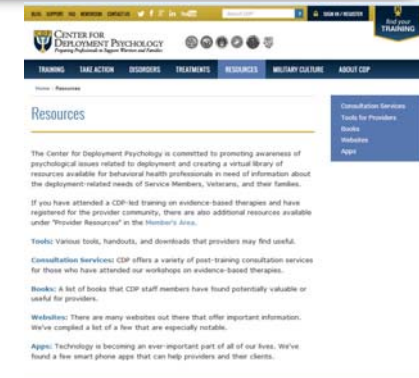 BLOG SUPPORT FAQ NEWSROOM CONTACT US
SIGN IN / REGISTER
find your
TRAINING
CENTER FOR
DEPLOYMENT PSYCHOLOGY
Preparing Professionals to Support Warriors and Families
TRAINING TAKE ACTION DISORDERS TREATMENTS RESOURCES MILITARY CULTURE ABOUT CDP
Home / Resources
Resources
Consultation Services
Tools for Providers
Books
Websites
Apps
The Center for Deployment Psychology is committed to promoting awareness of
psychological issues related to deployment and creating a virtual library of
resources available for behavioral health professionals in need of information about
the deployment-related needs of Service Members, Veterans, and their families.
If you have attended a CDP-led training on evidence-based therapies and have
registered for the provider community, there are also additional resources available
under "Provider Resources" in the Member's Area.
Tools: Various tools, handouts, and downloads that providers may find useful.
Consultation Services: CDP offers a variety of post-training consultation services
for those who have attended our workshops on evidence-based therapies.
Books: A list of books that CDP staff members have found potentially valuable or
useful for providers.
Websites: There are many websites out there that offer important information.
We've compiled a list of a few that are especially notable.
Apps: Technology is becoming an ever-important part of all of our lives. We've
found a few smart phone apps that can help providers and their clients.